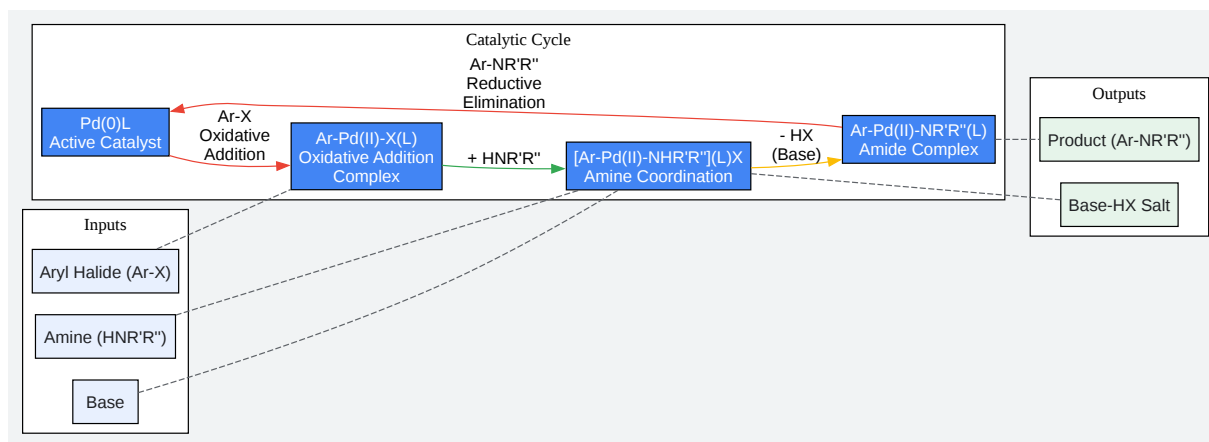 Catalytic Cycle
Ar-NR'R''
Reductive
Elimination
Pd(0)L
Active Catalyst
Ar-X
Oxidative
Addition
Ar-Pd(II)-X(L)
Oxidative Addition
Complex
+ HNR'R''
[Ar-Pd(II)-NHR'R''](L)X
Amine Coordination
- HX
(Base)
Ar-Pd(II)-NR'R''(L)
Amide Complex
Outputs
Product (Ar-NR'R'')
Base-HX Salt
Inputs
Aryl Halide (Ar-X)
Amine (HNR'R'')
Base